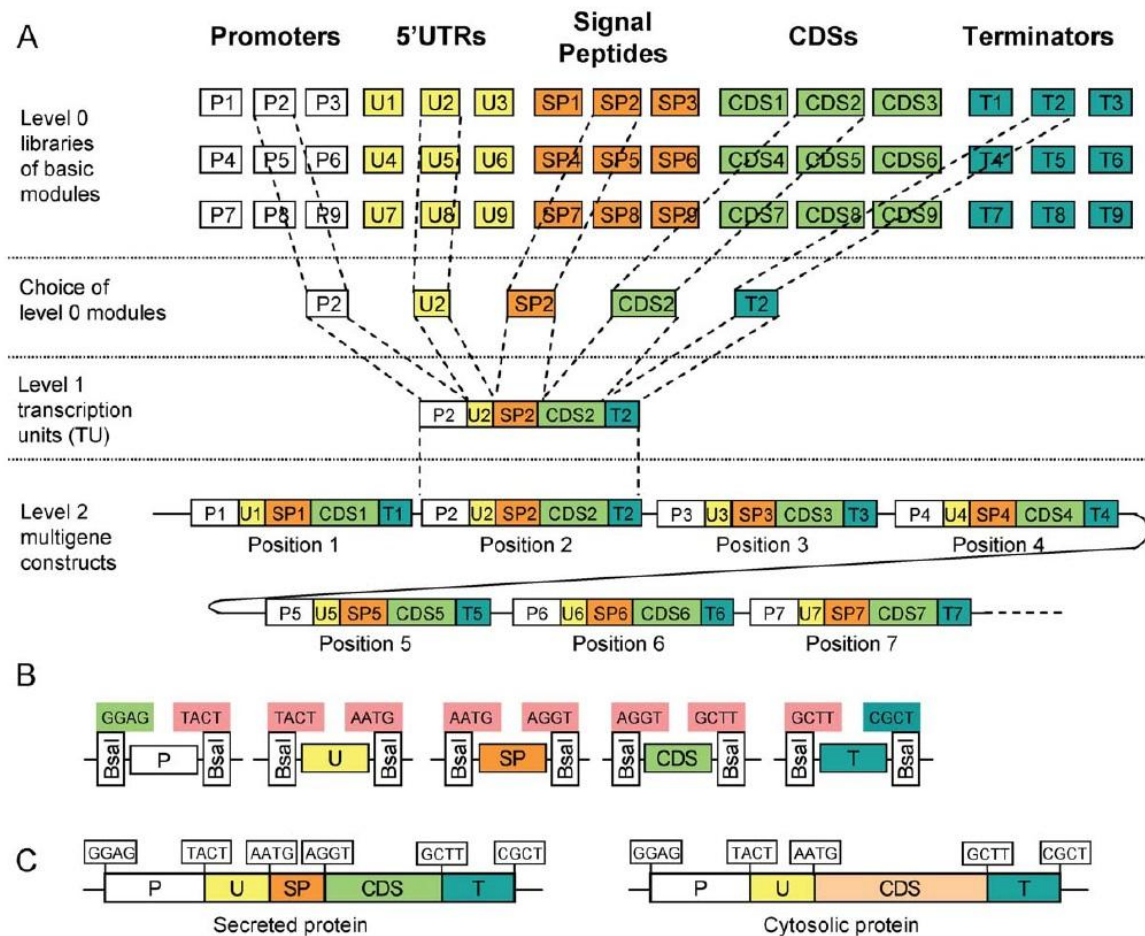 A
Promoters 5'UTRs Signal Peptides CDSs Terminators
Level 0 libraries of basic modules
P1 P2 P3 U1 U2 U3 SP1 SP2 SP3 CDS1 CDS2 CDS3 T1 T2 T3
P4 P5 P6 U4 U5 U6 SP4 SP5 SP6 CDS4 CDS5 CDS6 T4 T5 T6
P7 P8 P9 U7 U8 U9 SP7 SP8 SP9 CDS7 CDS8 CDS9 T7 T8 T9
Choice of level 0 modules
P2 U2 SP2 CDS2 T2
Level 1 transcription units (TU)
P2 U2 SP2 CDS2 T2
Level 2 multigene constructs
P1 U1 SP1 CDS1 T1 P2 U2 SP2 CDS2 T2 P3 U3 SP3 CDS3 T3 P4 U4 SP4 CDS4 T4
Position 1 Position 2 Position 3 Position 4
P5 U5 SP5 CDS5 T5 P6 U6 SP6 CDS6 T6 P7 U7 SP7 CDS7 T7
Position 5 Position 6 Position 7
B
GGAG TACT TACT AATG AATG AGGT AGGT GCTT GCTT CGCT
BsaI P BsaI BsaI U BsaI BsaI SP BsaI BsaI CDS BsaI BsaI T BsaI
C
GGAG TACT AATG AGGT GCTT CGCT GGAG TACT AATG GCTT CGCT
P U SP CDS T P U CDS T
Secreted protein Cytosolic protein